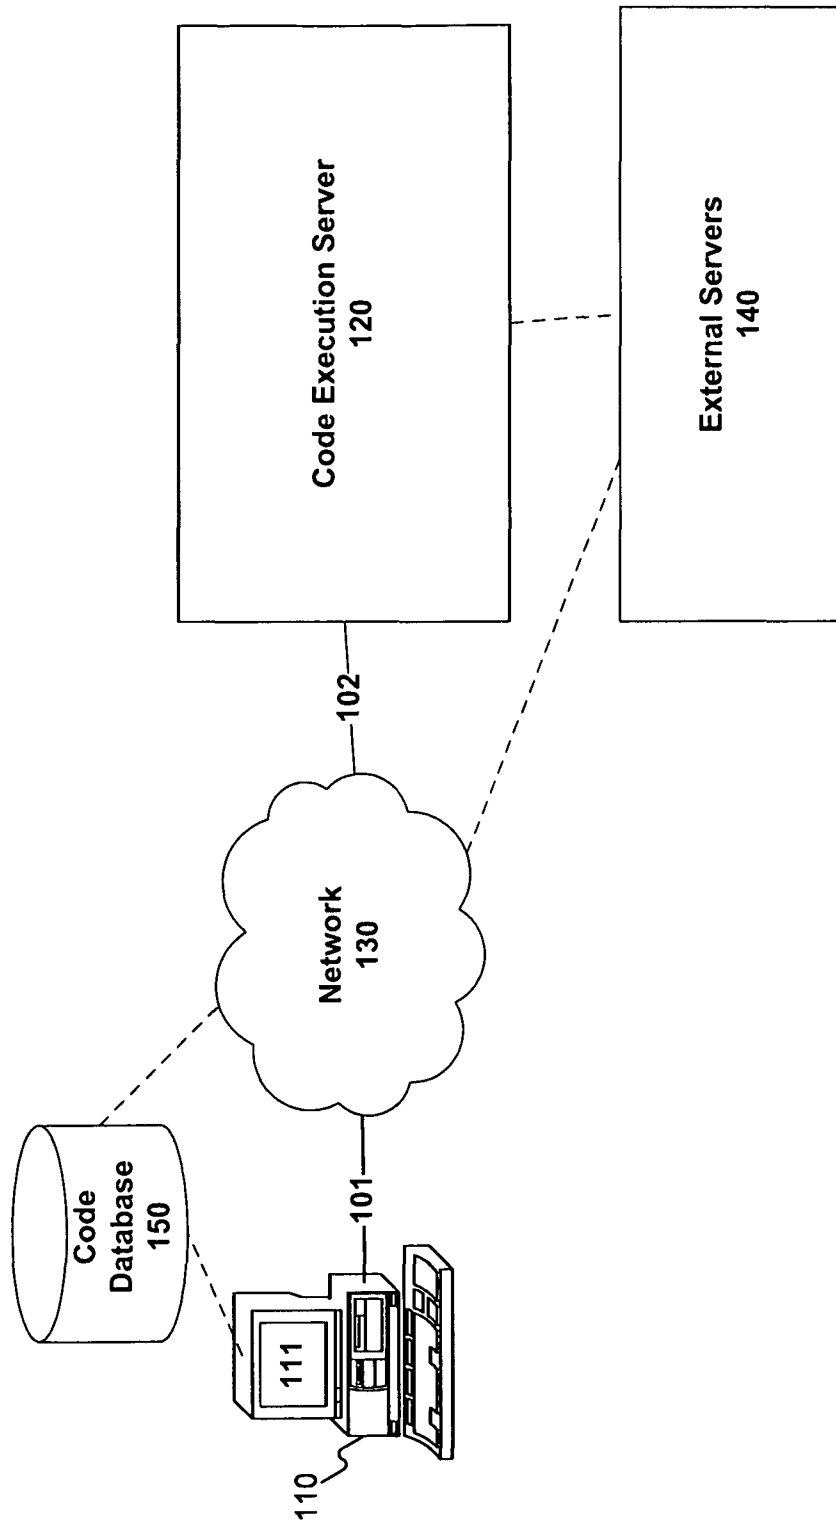 Code
Database
150
111
110
101
Network
130
102
Code Execution Server
120
External Servers
140